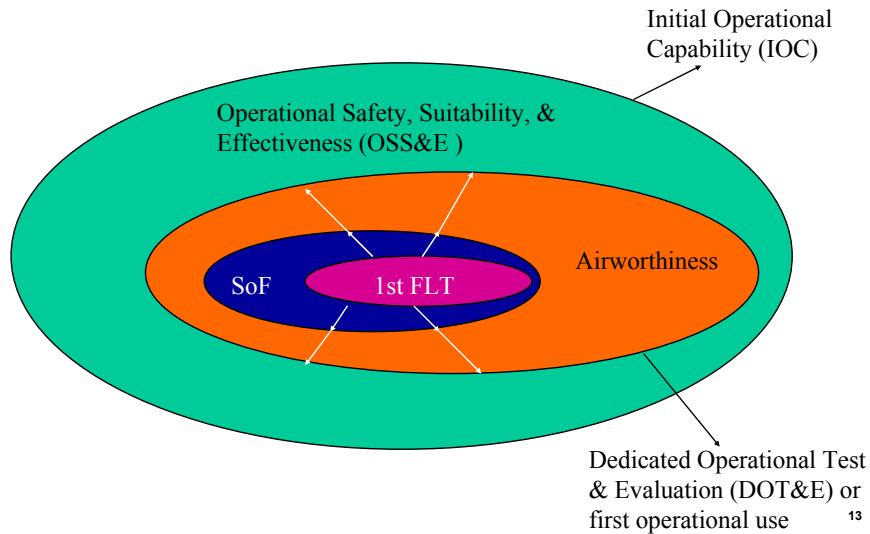 Initial Operational
Capability (IOC)
Operational Safety, Suitability, &
Effectiveness (OSS&E )
Airworthiness
SoF
1st FLT
Dedicated Operational Test
& Evaluation (DOT&E) or
first operational use
13